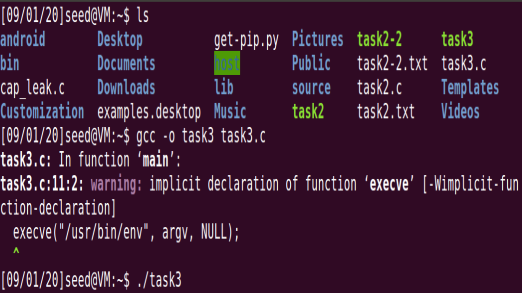 [09/01/20]seed@VM:~$ ls
android Desktop get-pip.py Pictures task2-2 task3
bin Documents host Public task2-2.txt task3.c
cap_leak.c Downloads lib source task2.c Templates
Customization examples.desktop Music task2 task2.txt Videos
[09/01/20]seed@VM:~$ gcc -o task3 task3.c
task3.c: In function ‘main’:
task3.c:11:2: warning: implicit declaration of function ‘execve’ [-Wimplicit-fun
ction-declaration]
execve("/usr/bin/env", argv, NULL);
^
[09/01/20]seed@VM:~$ ./task3